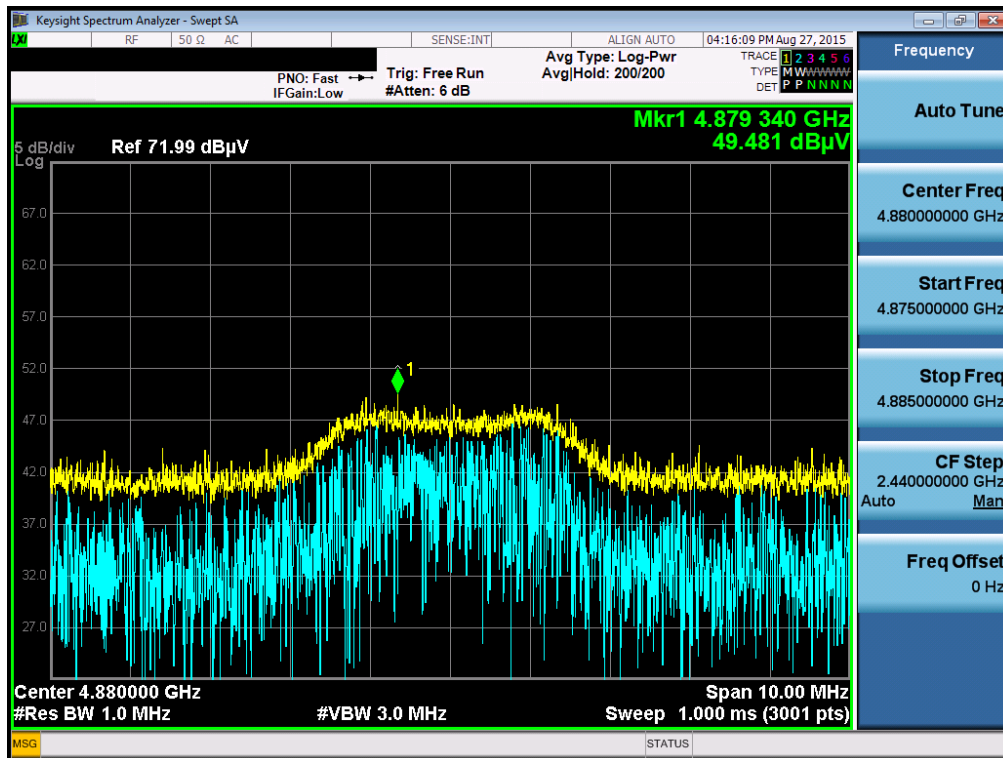 Keysight Spectrum Analyzer - Swept SA
LXI RF 50 Ω AC SENSE:INT ALIGN AUTO 04:16:09 PM Aug 27, 2015
PNO: Fast
IFGain:Low
Trig: Free Run
#Atten: 6 dB
Avg Type: Log-Pwr
Avg|Hold: 200/200
TRACE 1 2 3 4 5 6
TYPE M W W W W W
DET P P N N N N
Mkr1 4.879 340 GHz
49.481 dBµV
5 dB/div Ref 71.99 dBµV
Log
67.0
62.0
57.0
52.0
47.0
42.0
37.0
32.0
27.0
1
Center 4.880000 GHz Span 10.00 MHz
#Res BW 1.0 MHz #VBW 3.0 MHz Sweep 1.000 ms (3001 pts)
MSG STATUS
Frequency
Auto Tune
Center Freq
4.880000000 GHz
Start Freq
4.875000000 GHz
Stop Freq
4.885000000 GHz
CF Step
2.440000000 GHz
Auto Man
Freq Offset
0 Hz